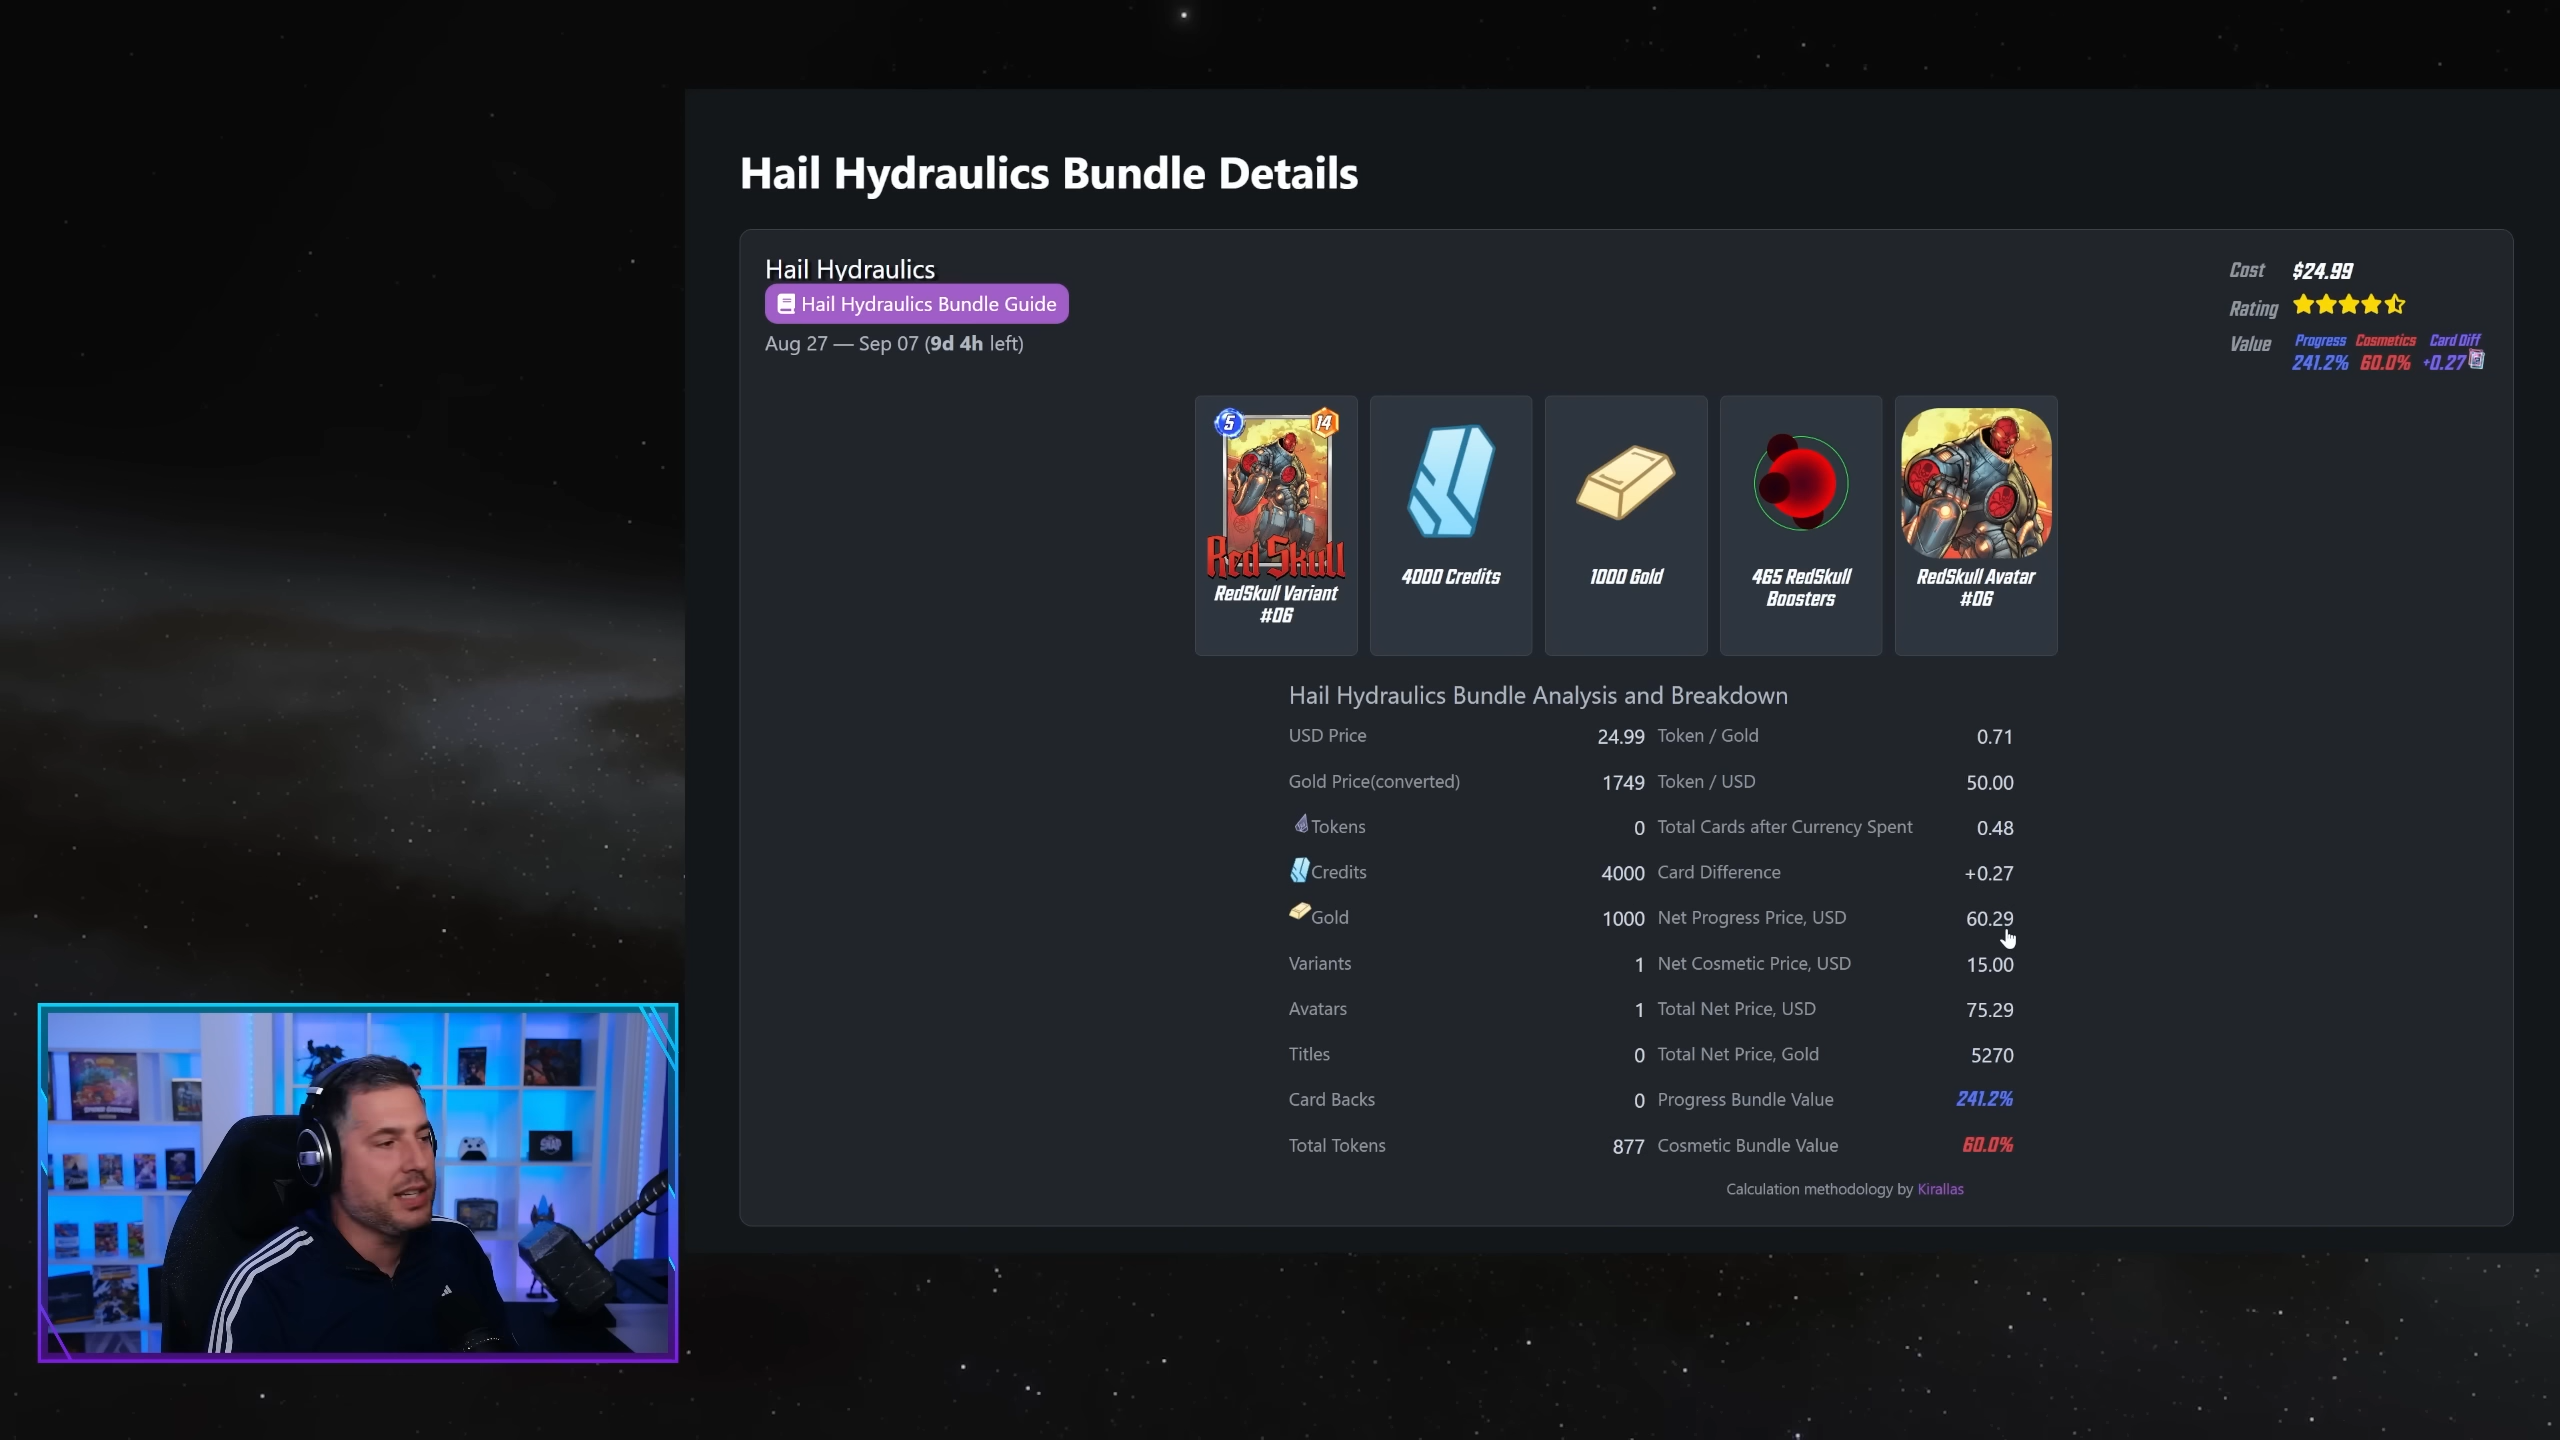 Hail Hydraulics Bundle Details
Hail Hydraulics
Hail Hydraulics Bundle Guide
Aug 27 — Sep 07 (9d 4h left)
Cost $24.99
Rating
Value Progress Cosmetics Card Diff
241.2% 60.0% +0.27
5 14
Red Skull
RedSkull Variant
#06
4000 Credits
1000 Gold
465 RedSkull
Boosters
RedSkull Avatar
#06
Hail Hydraulics Bundle Analysis and Breakdown
USD Price 24.99 Token / Gold 0.71
Gold Price(converted) 1749 Token / USD 50.00
Tokens 0 Total Cards after Currency Spent 0.48
Credits 4000 Card Difference +0.27
Gold 1000 Net Progress Price, USD 60.29
Variants 1 Net Cosmetic Price, USD 15.00
Avatars 1 Total Net Price, USD 75.29
Titles 0 Total Net Price, Gold 5270
Card Backs 0 Progress Bundle Value 241.2%
Total Tokens 877 Cosmetic Bundle Value 60.0%
Calculation methodology by Kirallas